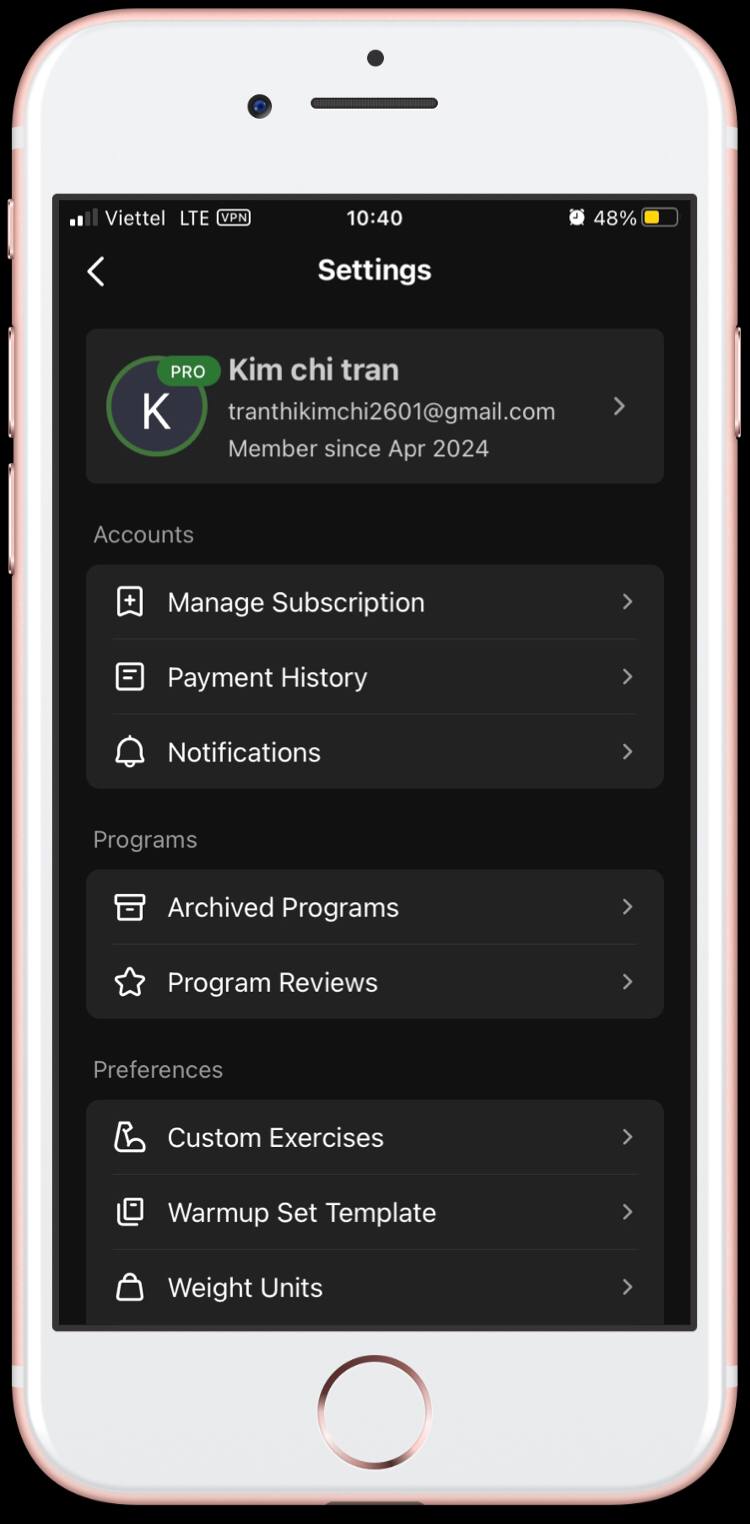 Viettel LTE VPN 10:40 48%
Settings
PRO
Kim chi tran
tranthikimchi2601@gmail.com
Member since Apr 2024
K
Accounts
Manage Subscription
Payment History
Notifications
Programs
Archived Programs
Program Reviews
Preferences
Custom Exercises
Warmup Set Template
Weight Units